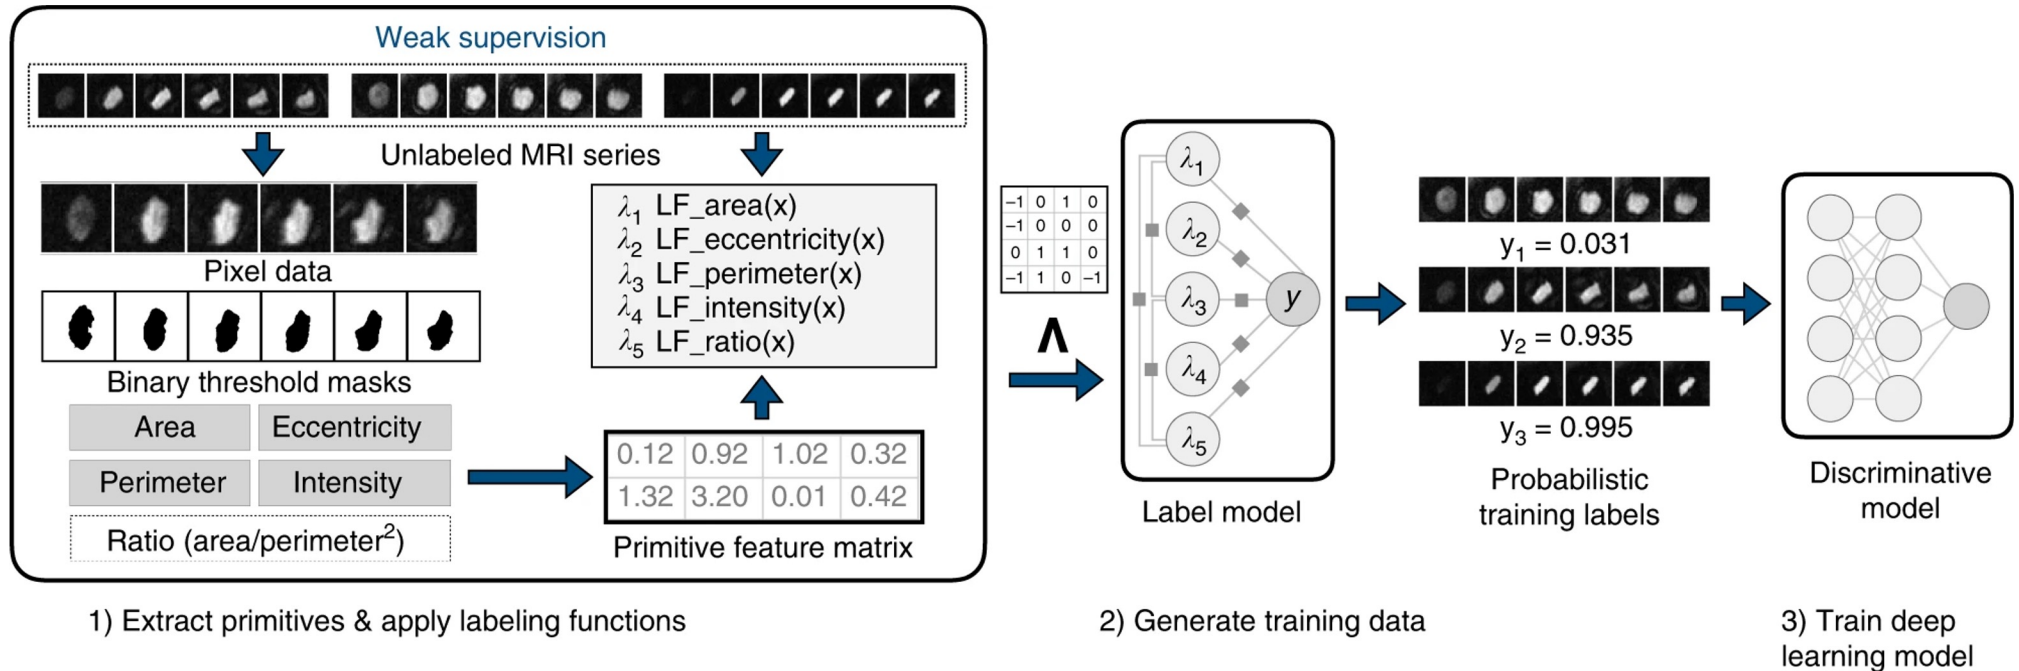 Weak supervision
Unlabeled MRI series
Pixel data
Binary threshold masks
Area
Eccentricity
Perimeter
Intensity
Ratio (area/perimeter²)
λ₁ LF_area(x)
λ₂ LF_eccentricity(x)
λ₃ LF_perimeter(x)
λ₄ LF_intensity(x)
λ₅ LF_ratio(x)
0.12 0.92 1.02 0.32
1.32 3.20 0.01 0.42
Primitive feature matrix
1) Extract primitives & apply labeling functions
−1 0 1 0
−1 0 0 0
0 1 1 0
−1 1 0 −1
Λ
λ₁
λ₂
λ₃
λ₄
λ₅
y
Label model
y₁ = 0.031
y₂ = 0.935
y₃ = 0.995
Probabilistic
training labels
2) Generate training data
Discriminative
model
3) Train deep
learning model